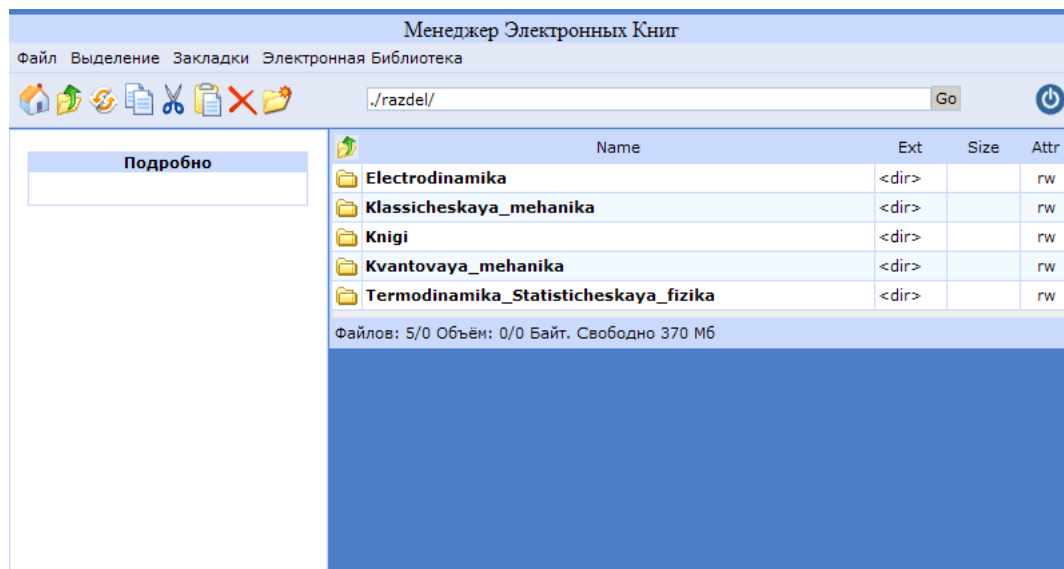 Менеджер Электронных Книг
Файл Выделение Закладки Электронная Библиотека
./razdel/ Go
Подробно
Name Ext Size Attr
Electrodinamika <dir> rw
Klassicheskaya_mehanika <dir> rw
Knigi <dir> rw
Kvantovaya_mehanika <dir> rw
Termodinamika_Statisticheskaya_fizika <dir> rw
Файлов: 5/0 Объём: 0/0 Байт. Свободно 370 Мб